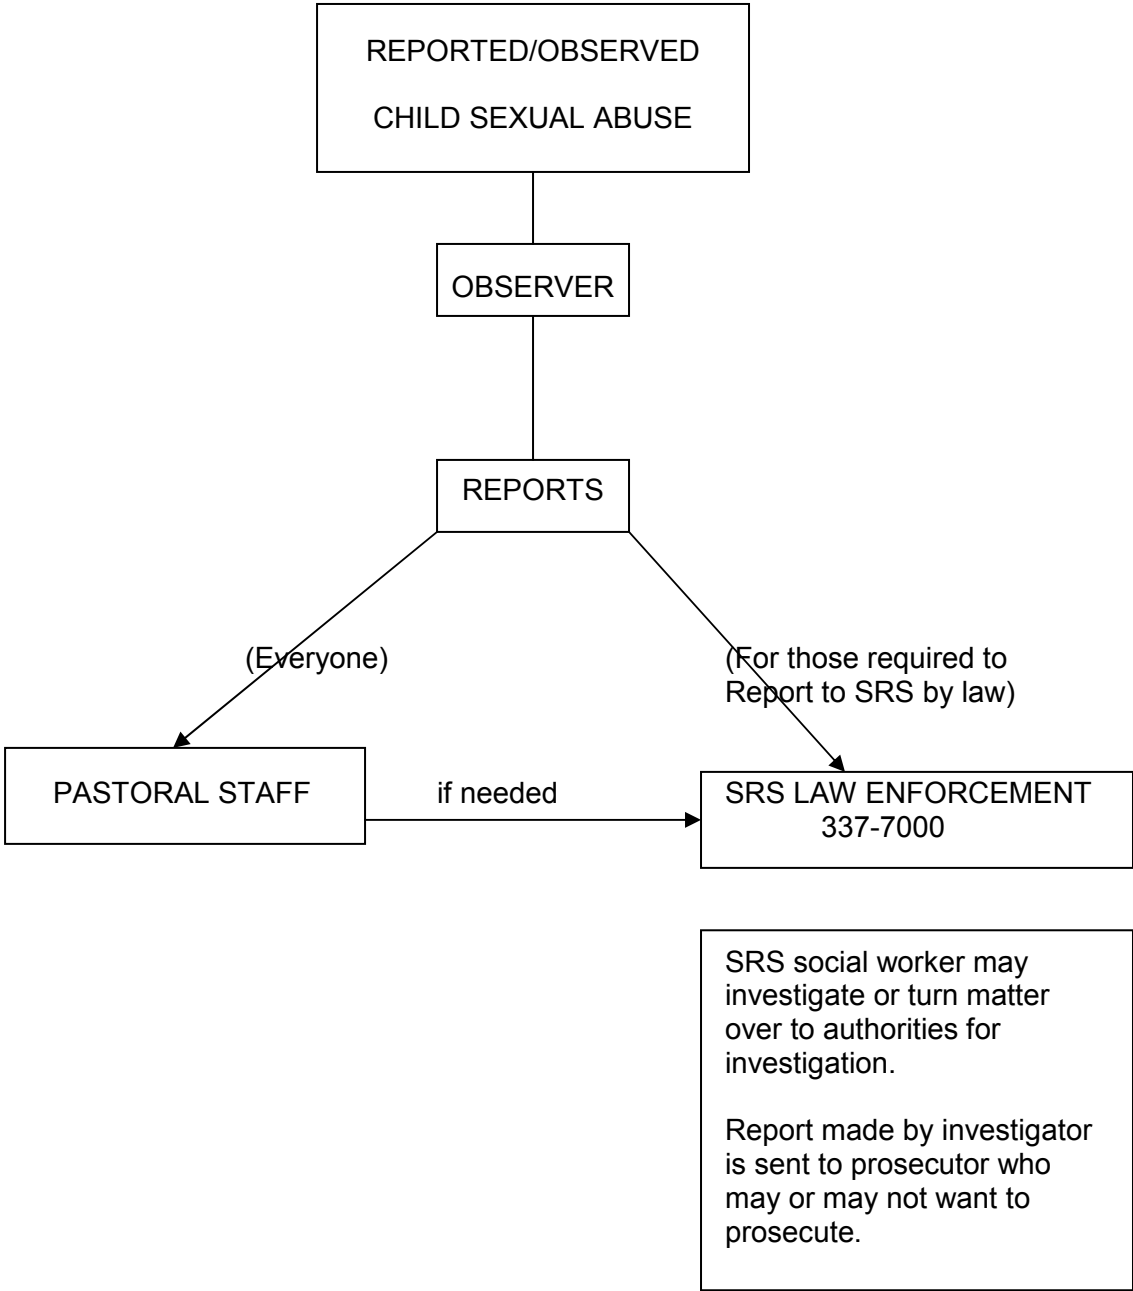 REPORTED/OBSERVED
CHILD SEXUAL ABUSE
OBSERVER
REPORTS
(Everyone)
(For those required to
Report to SRS by law)
PASTORAL STAFF
if needed
SRS LAW ENFORCEMENT
337-7000
SRS social worker may
investigate or turn matter
over to authorities for
investigation.
Report made by investigator
is sent to prosecutor who
may or may not want to
prosecute.